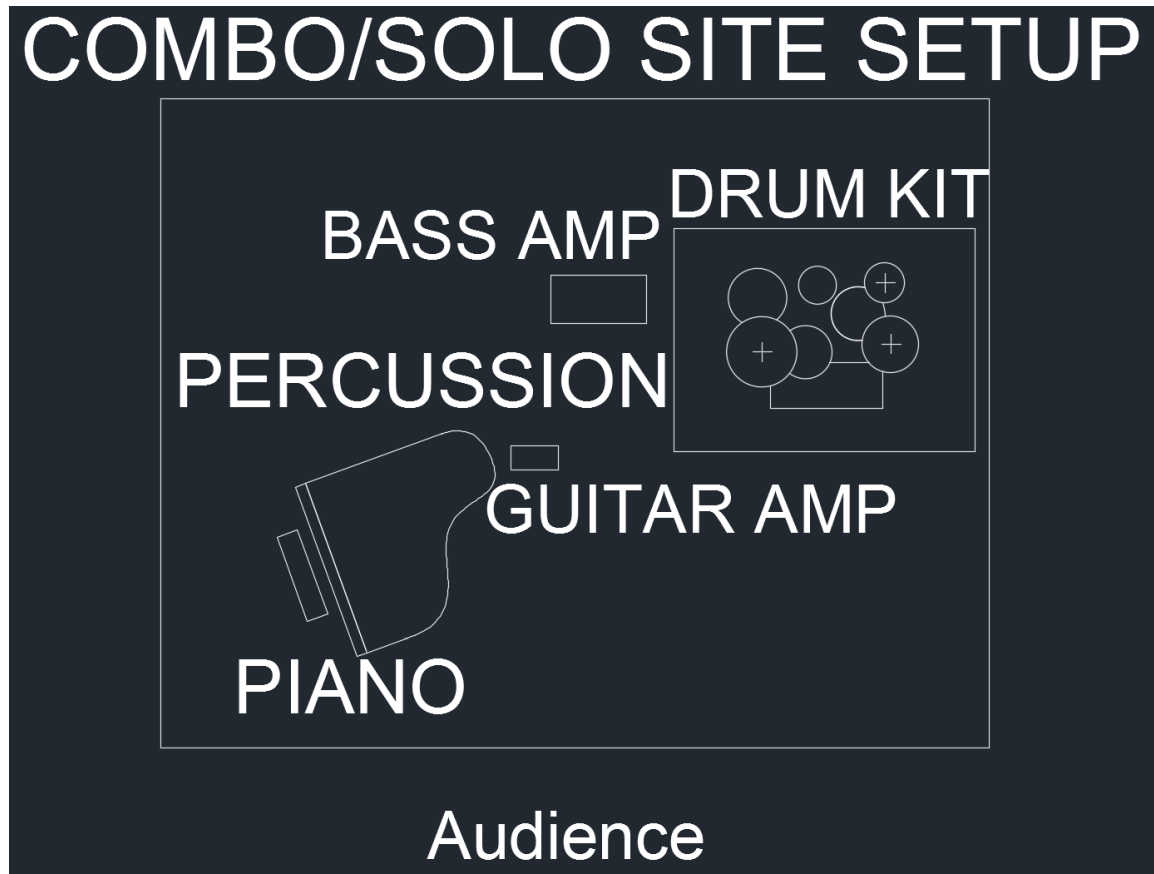 COMBO/SOLO SITE SETUP
DRUM KIT
BASS AMP
PERCUSSION
GUITAR AMP
PIANO
Audience